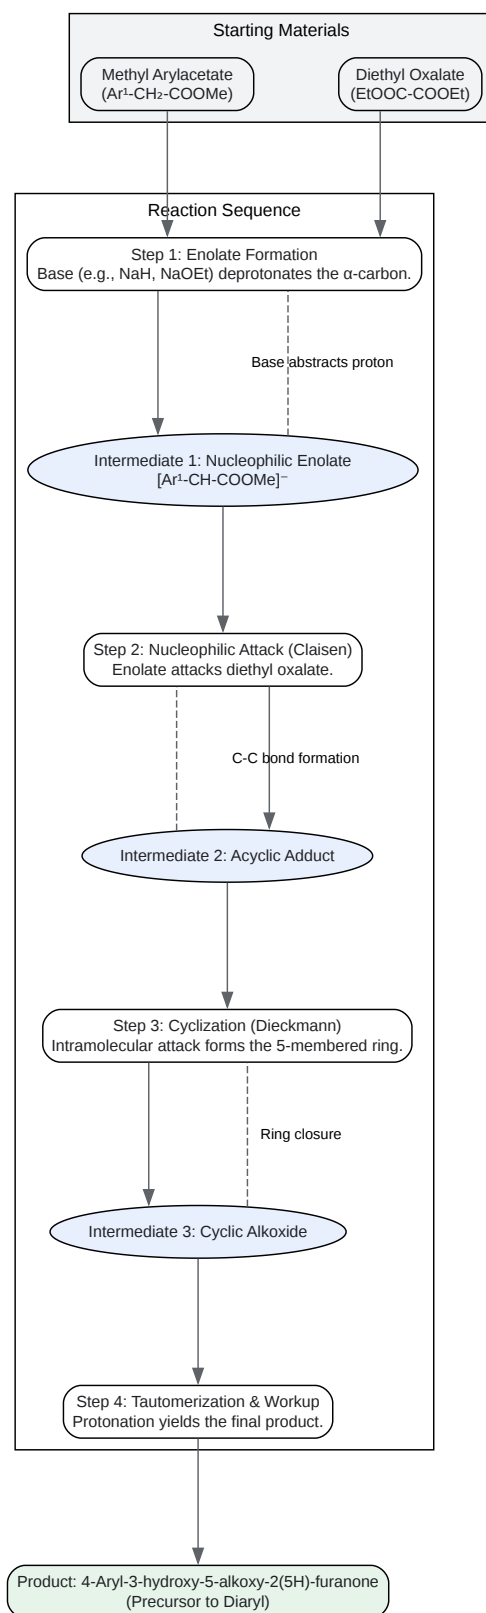 Starting Materials
Methyl Arylacetate
(Ar¹-CH₂-COOMe)
Diethyl Oxalate
(EtOOC-COOEt)
Reaction Sequence
Step 1: Enolate Formation
Base (e.g., NaH, NaOEt) deprotonates the α-carbon.
Base abstracts proton
Intermediate 1: Nucleophilic Enolate
[Ar¹-CH-COOMe]⁻
Step 2: Nucleophilic Attack (Claisen)
Enolate attacks diethyl oxalate.
C-C bond formation
Intermediate 2: Acyclic Adduct
Step 3: Cyclization (Dieckmann)
Intramolecular attack forms the 5-membered ring.
Ring closure
Intermediate 3: Cyclic Alkoxide
Step 4: Tautomerization & Workup
Protonation yields the final product.
Product: 4-Aryl-3-hydroxy-5-alkoxy-2(5H)-furanone
(Precursor to Diaryl)